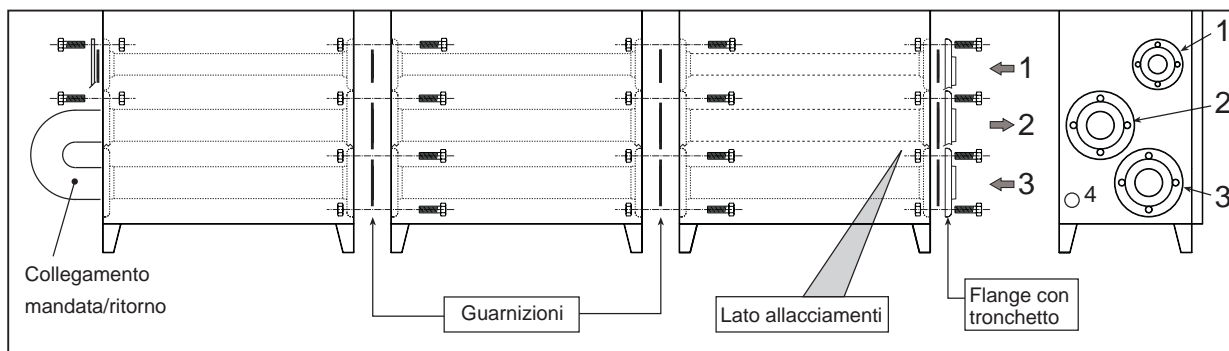 1
2
3
1
2
3
4
Collegamento
mandata/ritorno
Guarnizioni
Lato allacciamenti
Flange con
tronchetto